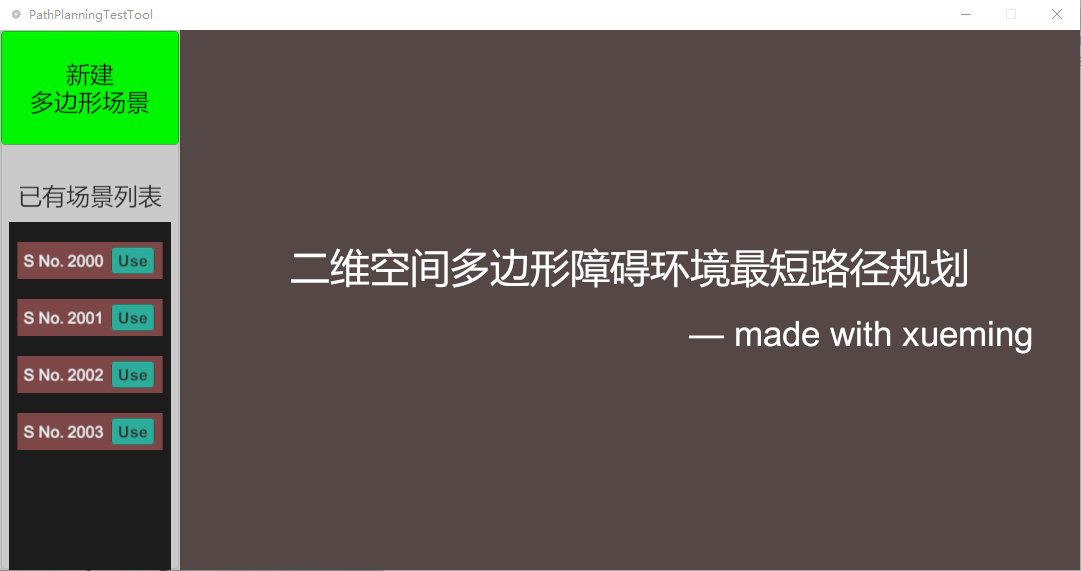 PathPlanningTestTool
新建
多边形场景
已有场景列表
S No. 2000 Use
S No. 2001 Use
S No. 2002 Use
S No. 2003 Use
二维空间多边形障碍环境最短路径规划
— made with xueming